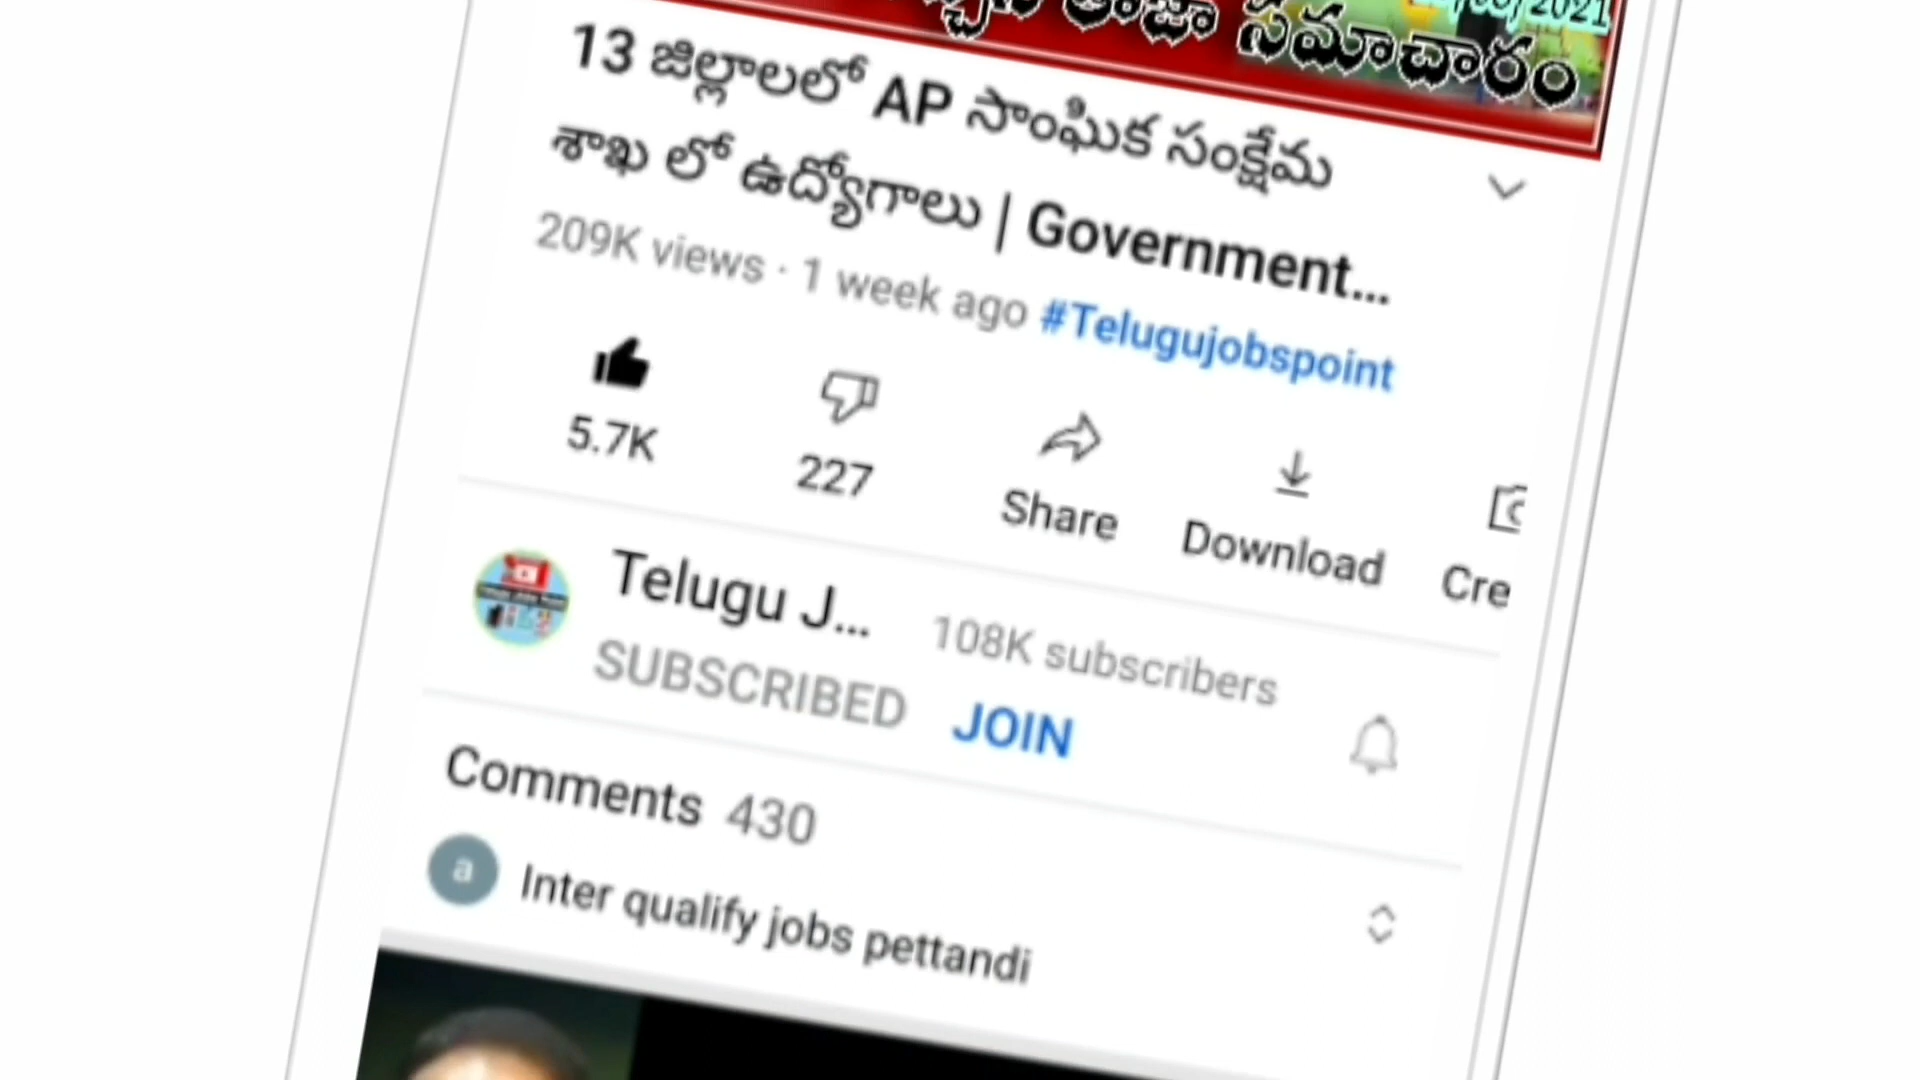 సమాచారం
13 జిల్లాలలో AP సాంఘిక సంక్షేమ
శాఖ లో ఉద్యోగాలు | Government...
209K views · 1 week ago #Telugujobspoint
5.7K
227
Share
Download
Cre
Telugu J...
108K subscribers
SUBSCRIBED
JOIN
Comments 430
a
Inter qualify jobs pettandi